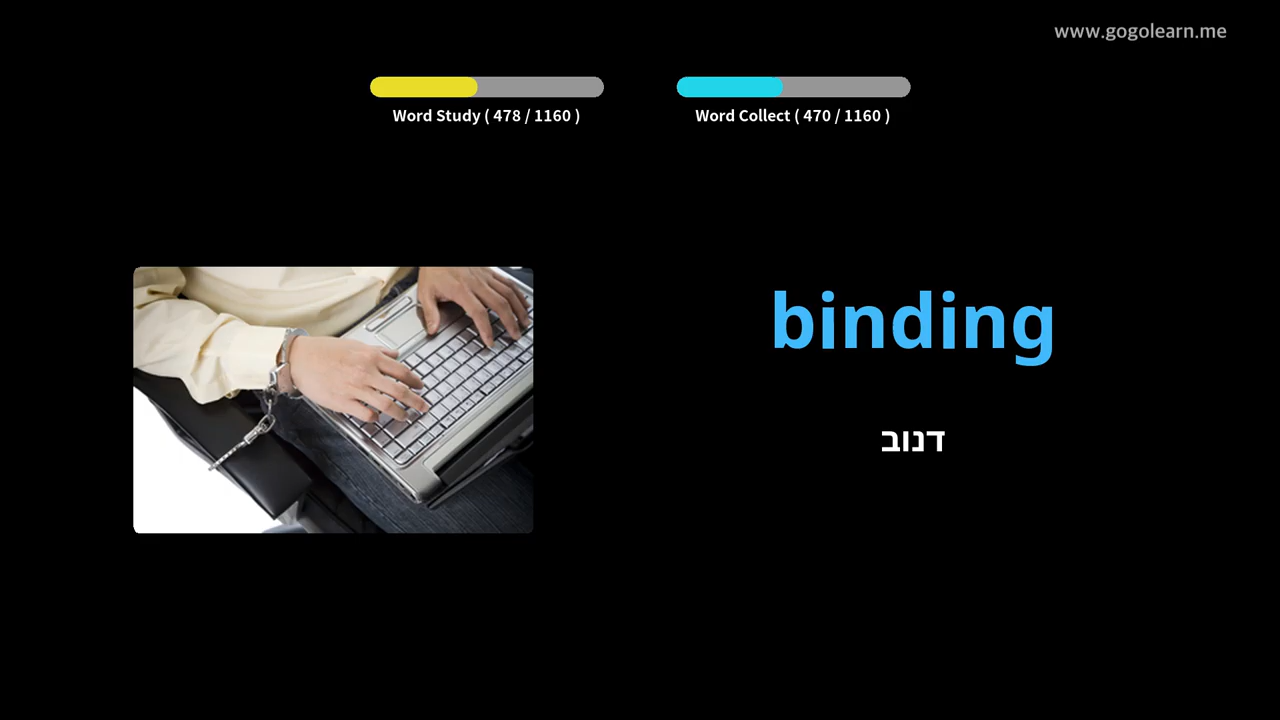 www.gogolearn.me
Word Study ( 478 / 1160 )
Word Collect ( 470 / 1160 )
binding
דנוב